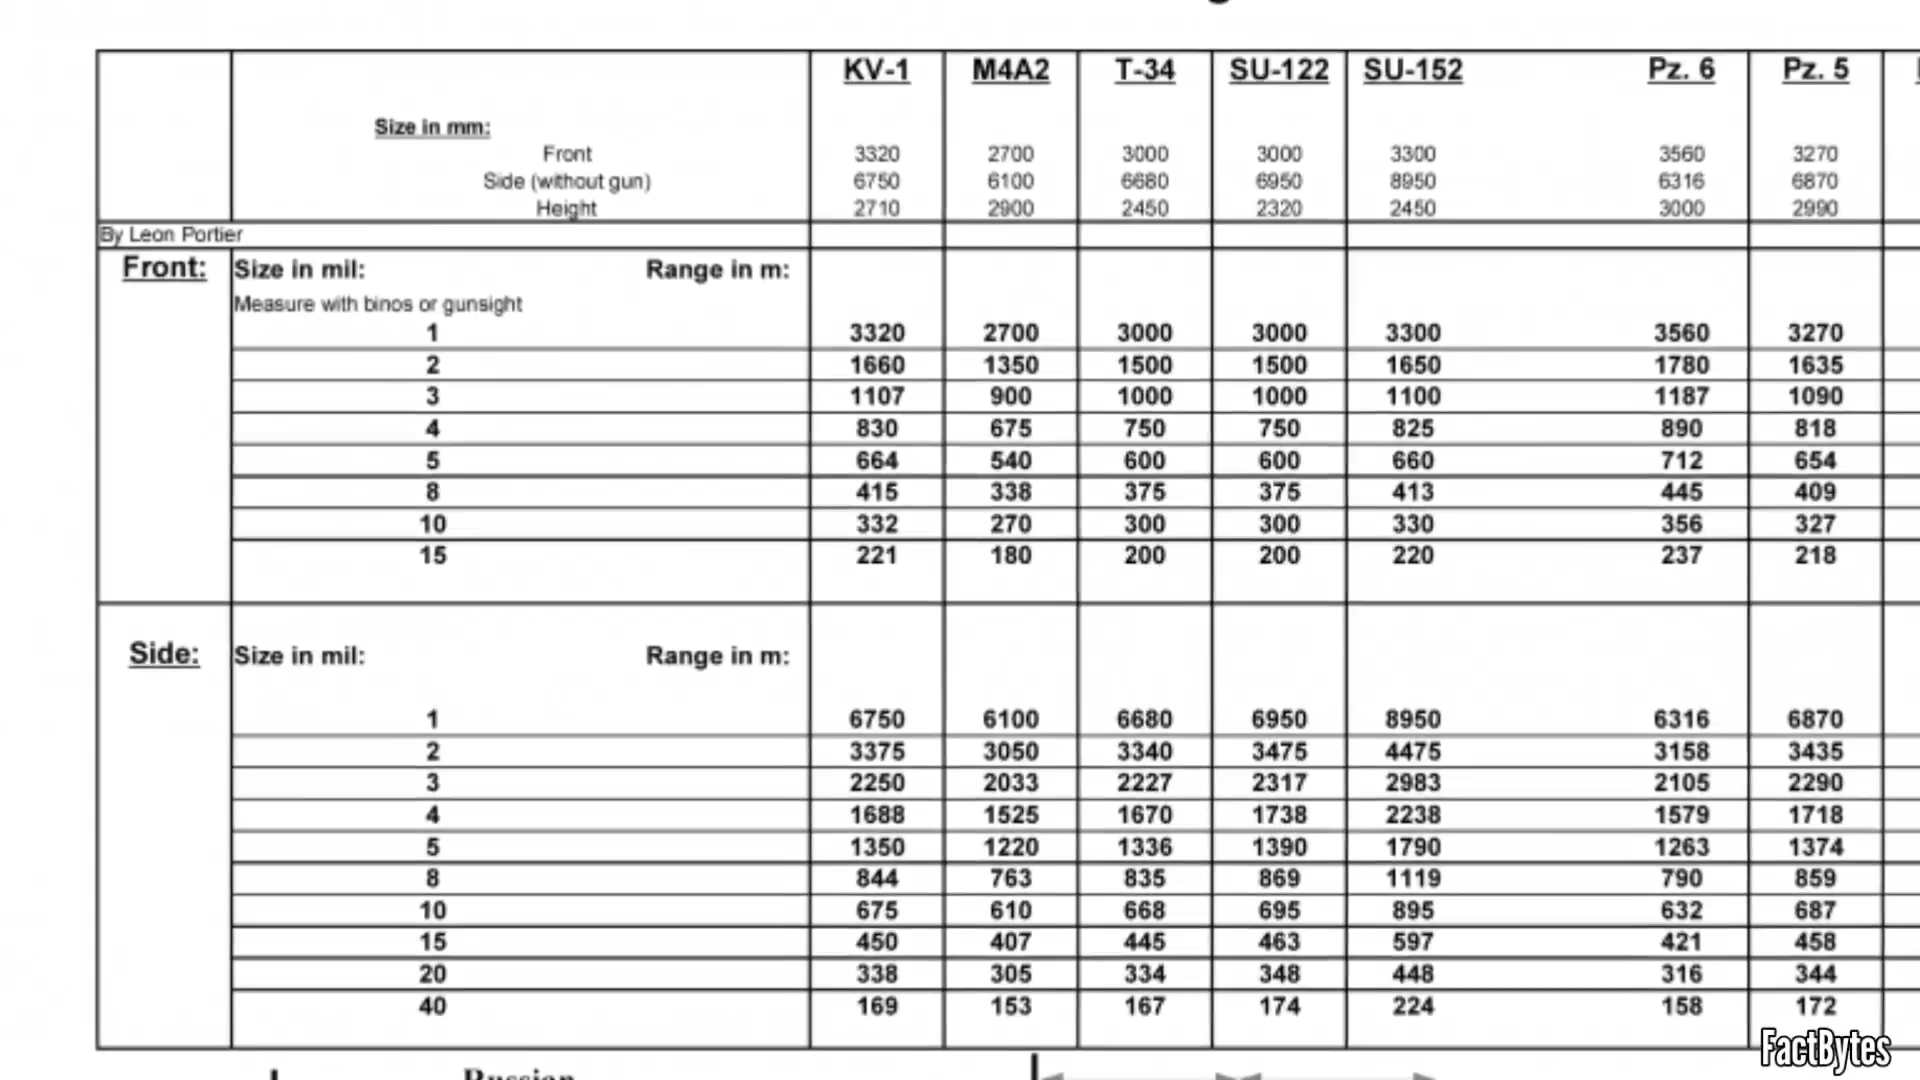 KV-1 M4A2 T-34 SU-122 SU-152 Pz. 6 Pz. 5
Size in mm:
Front 3320 2700 3000 3000 3300 3560 3270
Side (without gun) 6750 6100 6680 6950 8950 6316 6870
Height 2710 2900 2450 2320 2450 3000 2990
By Leon Portier
Front: Size in mil: Range in m:
Measure with binos or gunsight
1 3320 2700 3000 3000 3300 3560 3270
2 1660 1350 1500 1500 1650 1780 1635
3 1107 900 1000 1000 1100 1187 1090
4 830 675 750 750 825 890 818
5 664 540 600 600 660 712 654
8 415 338 375 375 413 445 409
10 332 270 300 300 330 356 327
15 221 180 200 200 220 237 218
Side: Size in mil: Range in m:
1 6750 6100 6680 6950 8950 6316 6870
2 3375 3050 3340 3475 4475 3158 3435
3 2250 2033 2227 2317 2983 2105 2290
4 1688 1525 1670 1738 2238 1579 1718
5 1350 1220 1336 1390 1790 1263 1374
8 844 763 835 869 1119 790 859
10 675 610 668 695 895 632 687
15 450 407 445 463 597 421 458
20 338 305 334 348 448 316 344
40 169 153 167 174 224 158 172
FactBytes
Russian